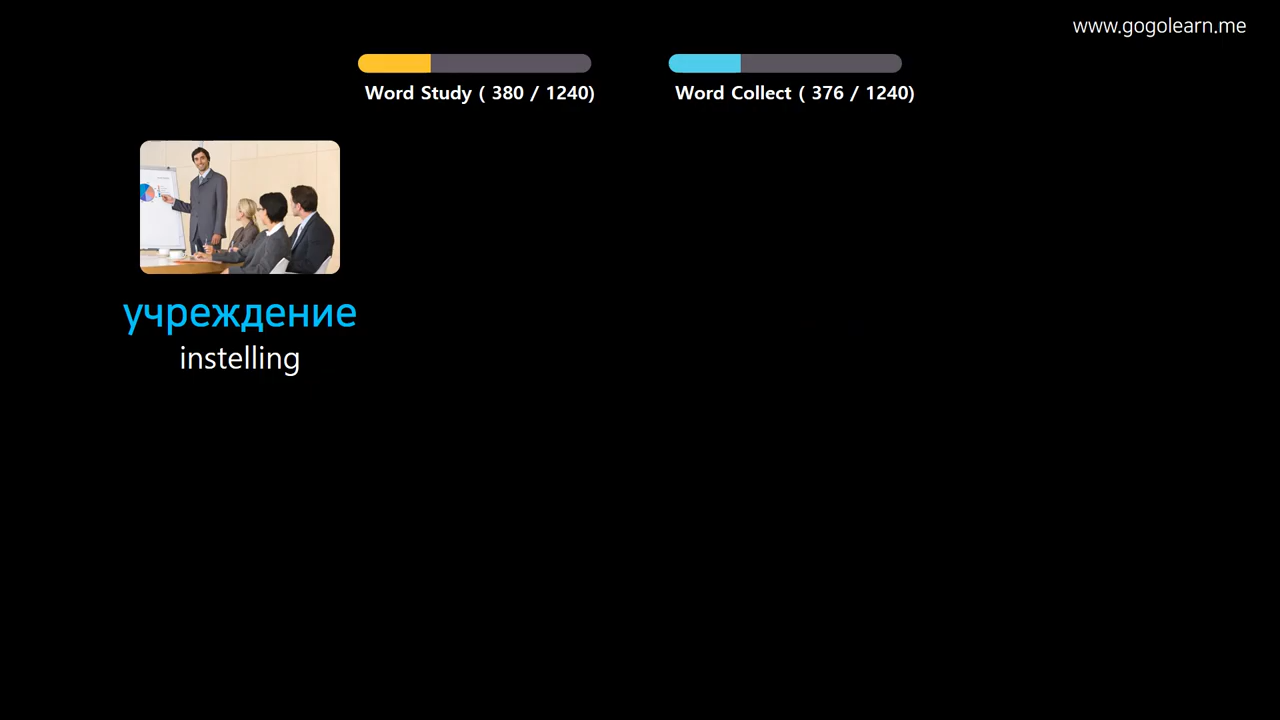 www.gogolearn.me
Word Study ( 380 / 1240)
Word Collect ( 376 / 1240)
учреждение
instelling